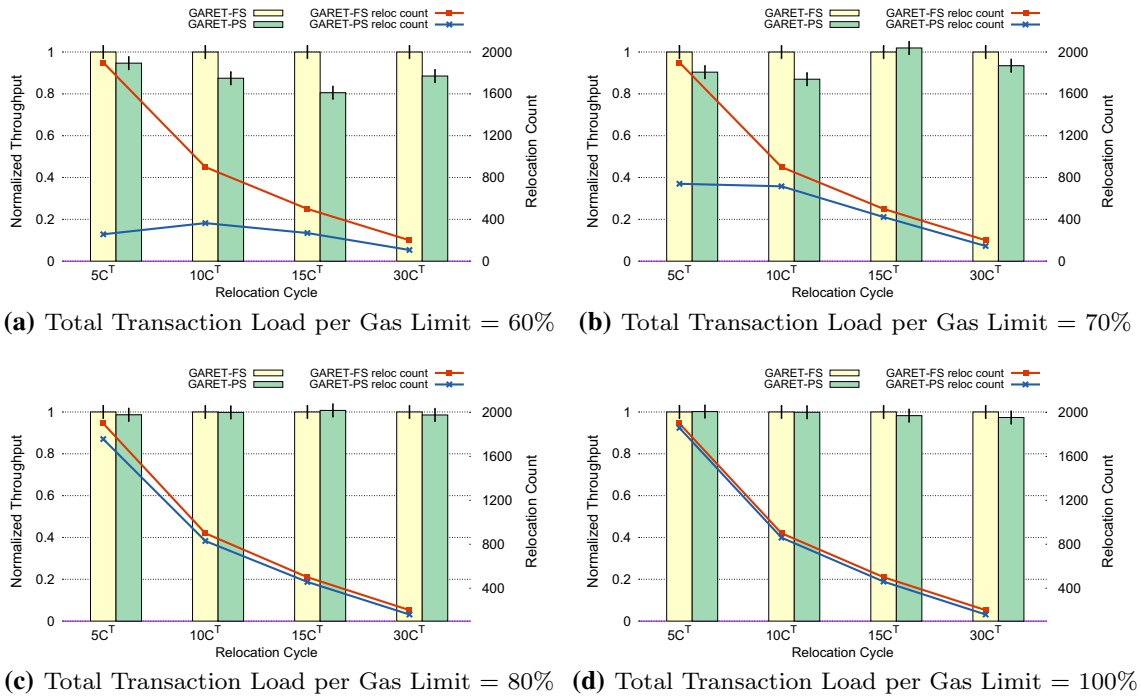 GARET-FS GARET-FS reloc count
GARET-PS GARET-PS reloc count
Normalized Throughput
1
0.8
0.6
0.4
0.2
0
2000
1600
1200
800
400
0
Relocation Count
5C^T 10C^T 15C^T 30C^T
Relocation Cycle
(a) Total Transaction Load per Gas Limit = 60%
GARET-FS GARET-FS reloc count
GARET-PS GARET-PS reloc count
Normalized Throughput
1
0.8
0.6
0.4
0.2
0
2000
1600
1200
800
400
0
Relocation Count
5C^T 10C^T 15C^T 30C^T
Relocation Cycle
(b) Total Transaction Load per Gas Limit = 70%
GARET-FS GARET-FS reloc count
GARET-PS GARET-PS reloc count
Normalized Throughput
1
0.8
0.6
0.4
0.2
0
2000
1600
1200
800
400
Relocation Count
5C^T 10C^T 15C^T 30C^T
Relocation Cycle
(c) Total Transaction Load per Gas Limit = 80%
GARET-FS GARET-FS reloc count
GARET-PS GARET-PS reloc count
Normalized Throughput
1
0.8
0.6
0.4
0.2
0
2000
1600
1200
800
400
Relocation Count
5C^T 10C^T 15C^T 30C^T
Relocation Cycle
(d) Total Transaction Load per Gas Limit = 100%